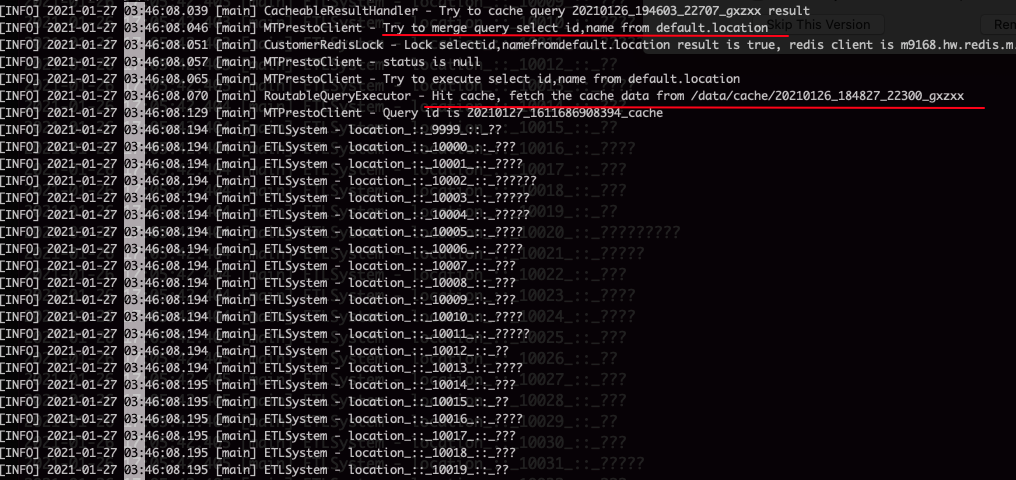 [INFO] 2021-01-27 03:46:08.039 [main] CacheableResultHandler - Try to cache query 20210126_194603_22707_gxzxx result
[INFO] 2021-01-27 03:46:08.046 [main] MTPrestoClient - Try to merge query select id,name from default.location
[INFO] 2021-01-27 03:46:08.051 [main] CustomerRedisLock - Lock selectid,namefromdefault.location result is true, redis client is m9168.hw.redis.m
[INFO] 2021-01-27 03:46:08.057 [main] MTPrestoClient - status is null
[INFO] 2021-01-27 03:46:08.065 [main] MTPrestoClient - Try to execute select id,name from default.location
[INFO] 2021-01-27 03:46:08.070 [main] RoutableQueryExecutor - Hit cache, fetch the cache data from /data/cache/20210126_184827_22300_gxzxx
[INFO] 2021-01-27 03:46:08.129 [main] MTPrestoClient - Query id is 20210127_1611686908394_cache
[INFO] 2021-01-27 03:46:08.194 [main] ETLSystem - location_::_9999_::_??
[INFO] 2021-01-27 03:46:08.194 [main] ETLSystem - location_::_10000_::_???
[INFO] 2021-01-27 03:46:08.194 [main] ETLSystem - location_::_10001_::_????
[INFO] 2021-01-27 03:46:08.194 [main] ETLSystem - location_::_10002_::_??????
[INFO] 2021-01-27 03:46:08.194 [main] ETLSystem - location_::_10003_::_?????
[INFO] 2021-01-27 03:46:08.194 [main] ETLSystem - location_::_10004_::_?????
[INFO] 2021-01-27 03:46:08.194 [main] ETLSystem - location_::_10005_::_????
[INFO] 2021-01-27 03:46:08.194 [main] ETLSystem - location_::_10006_::_????
[INFO] 2021-01-27 03:46:08.194 [main] ETLSystem - location_::_10007_::_???
[INFO] 2021-01-27 03:46:08.194 [main] ETLSystem - location_::_10008_::_???
[INFO] 2021-01-27 03:46:08.194 [main] ETLSystem - location_::_10009_::_???
[INFO] 2021-01-27 03:46:08.194 [main] ETLSystem - location_::_10010_::_????
[INFO] 2021-01-27 03:46:08.194 [main] ETLSystem - location_::_10011_::_?????
[INFO] 2021-01-27 03:46:08.194 [main] ETLSystem - location_::_10012_::_??
[INFO] 2021-01-27 03:46:08.194 [main] ETLSystem - location_::_10013_::_????
[INFO] 2021-01-27 03:46:08.195 [main] ETLSystem - location_::_10014_::_???
[INFO] 2021-01-27 03:46:08.195 [main] ETLSystem - location_::_10015_::_??
[INFO] 2021-01-27 03:46:08.195 [main] ETLSystem - location_::_10016_::_????
[INFO] 2021-01-27 03:46:08.195 [main] ETLSystem - location_::_10017_::_???
[INFO] 2021-01-27 03:46:08.195 [main] ETLSystem - location_::_10018_::_???
[INFO] 2021-01-27 03:46:08.195 [main] ETLSystem - location_::_10019_::_??
Skip This Version